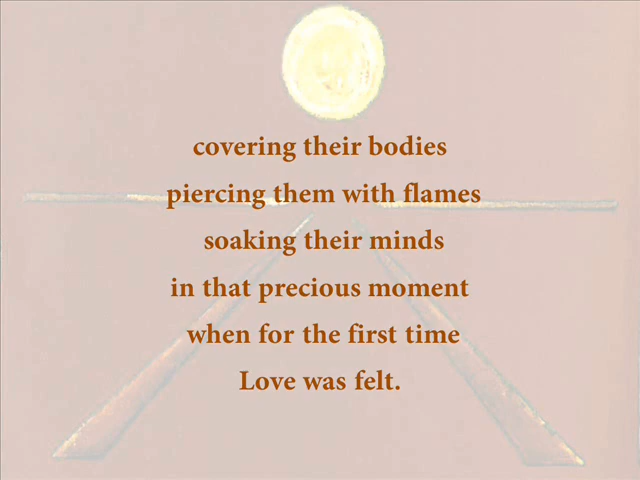 covering their bodies
piercing them with flames
soaking their minds
in that precious moment
when for the first time
Love was felt.